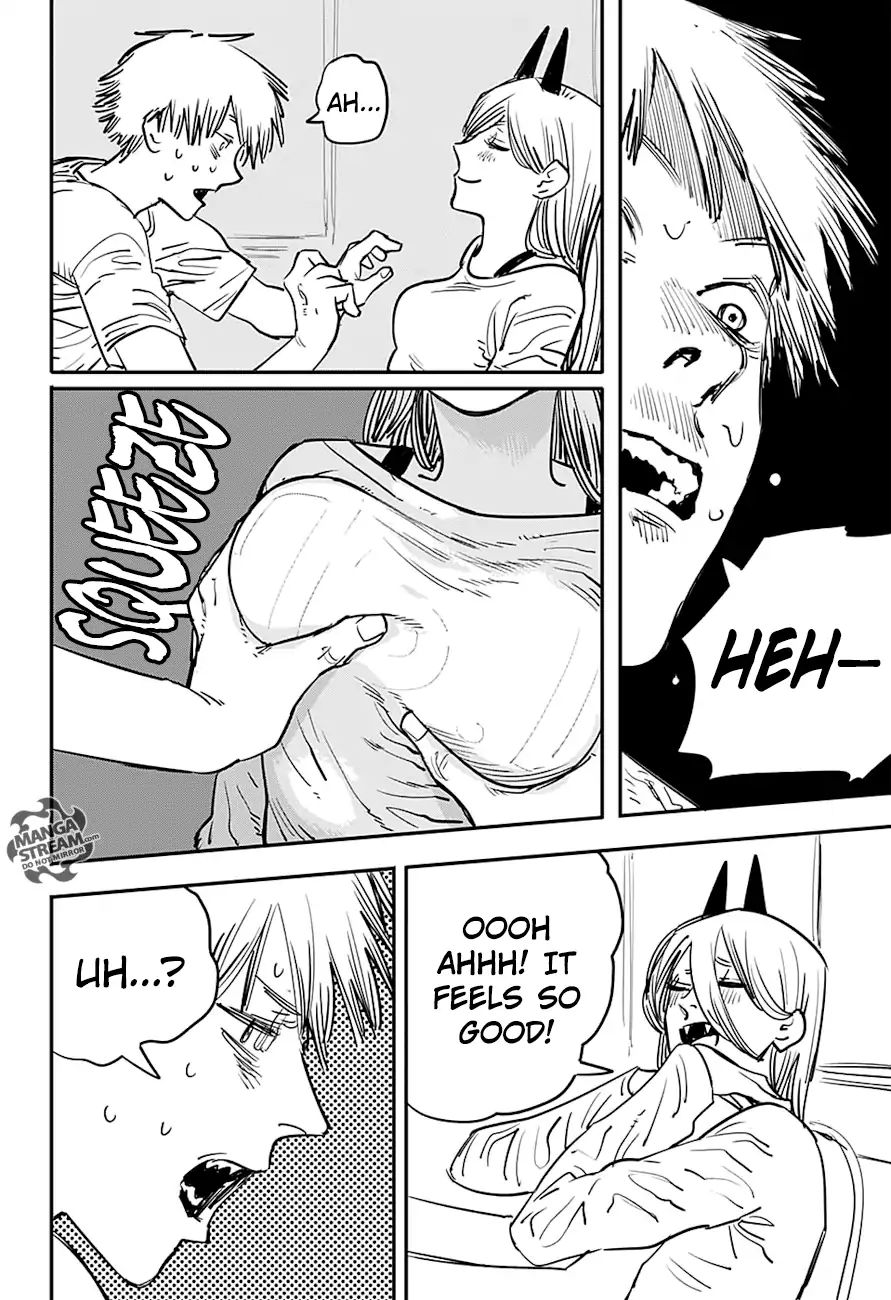 AH...
HEH-
SQUEEZE
OOOH
AHHH! IT
FEELS SO
GOOD!
UH...?
MANGA
STREAM.com
DO NOT MIRROR